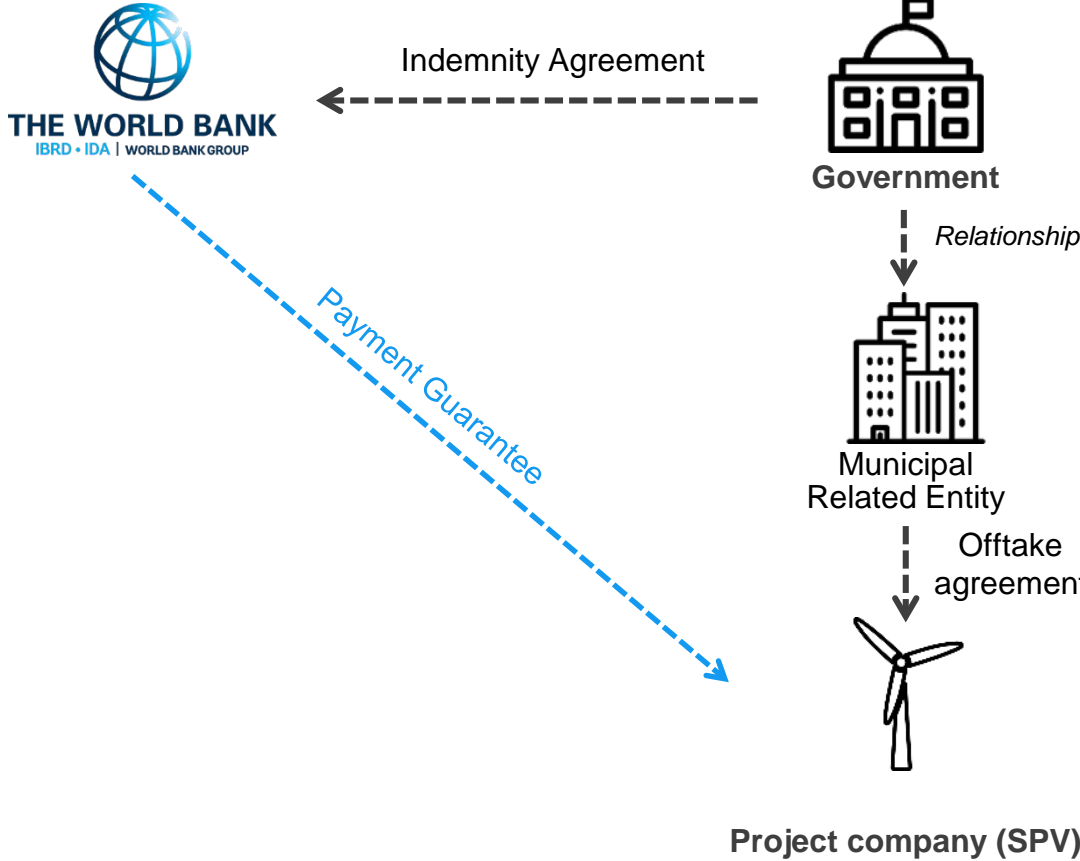 Indemnity Agreement
THE WORLD BANK
IBRD • IDA | WORLD BANK GROUP
Government
Relationship
Payment Guarantee
Municipal
Related Entity
Offtake
agreement
Project company (SPV)